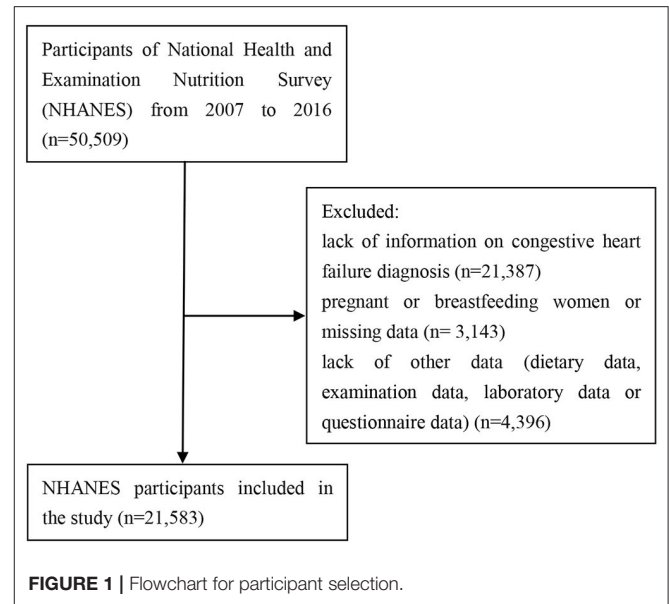 Participants of National Health and
Examination Nutrition Survey
(NHANES) from 2007 to 2016
(n=50,509)
Excluded:
lack of information on congestive heart
failure diagnosis (n=21,387)
pregnant or breastfeeding women or
missing data (n= 3,143)
lack of other data (dietary data,
examination data, laboratory data or
questionnaire data) (n=4,396)
NHANES participants included in
the study (n=21,583)
FIGURE 1 | Flowchart for participant selection.